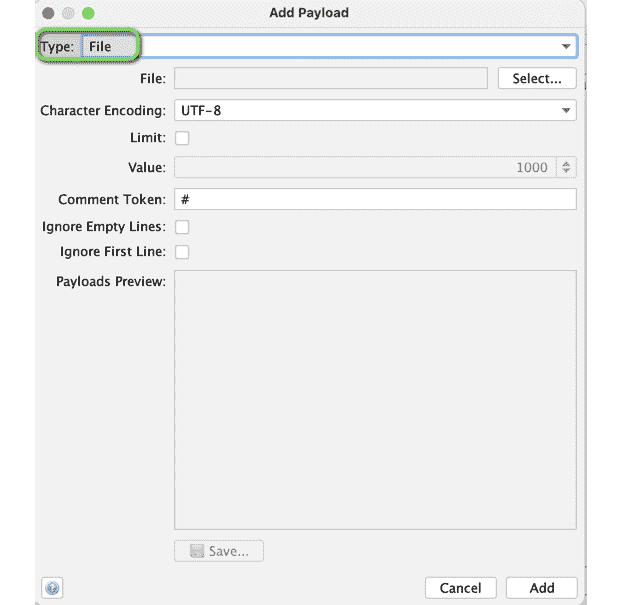 Add Payload
Type: File
File: Select...
Character Encoding: UTF-8
Limit:
Value: 1000
Comment Token: #
Ignore Empty Lines:
Ignore First Line:
Payloads Preview:
Save...
Cancel Add